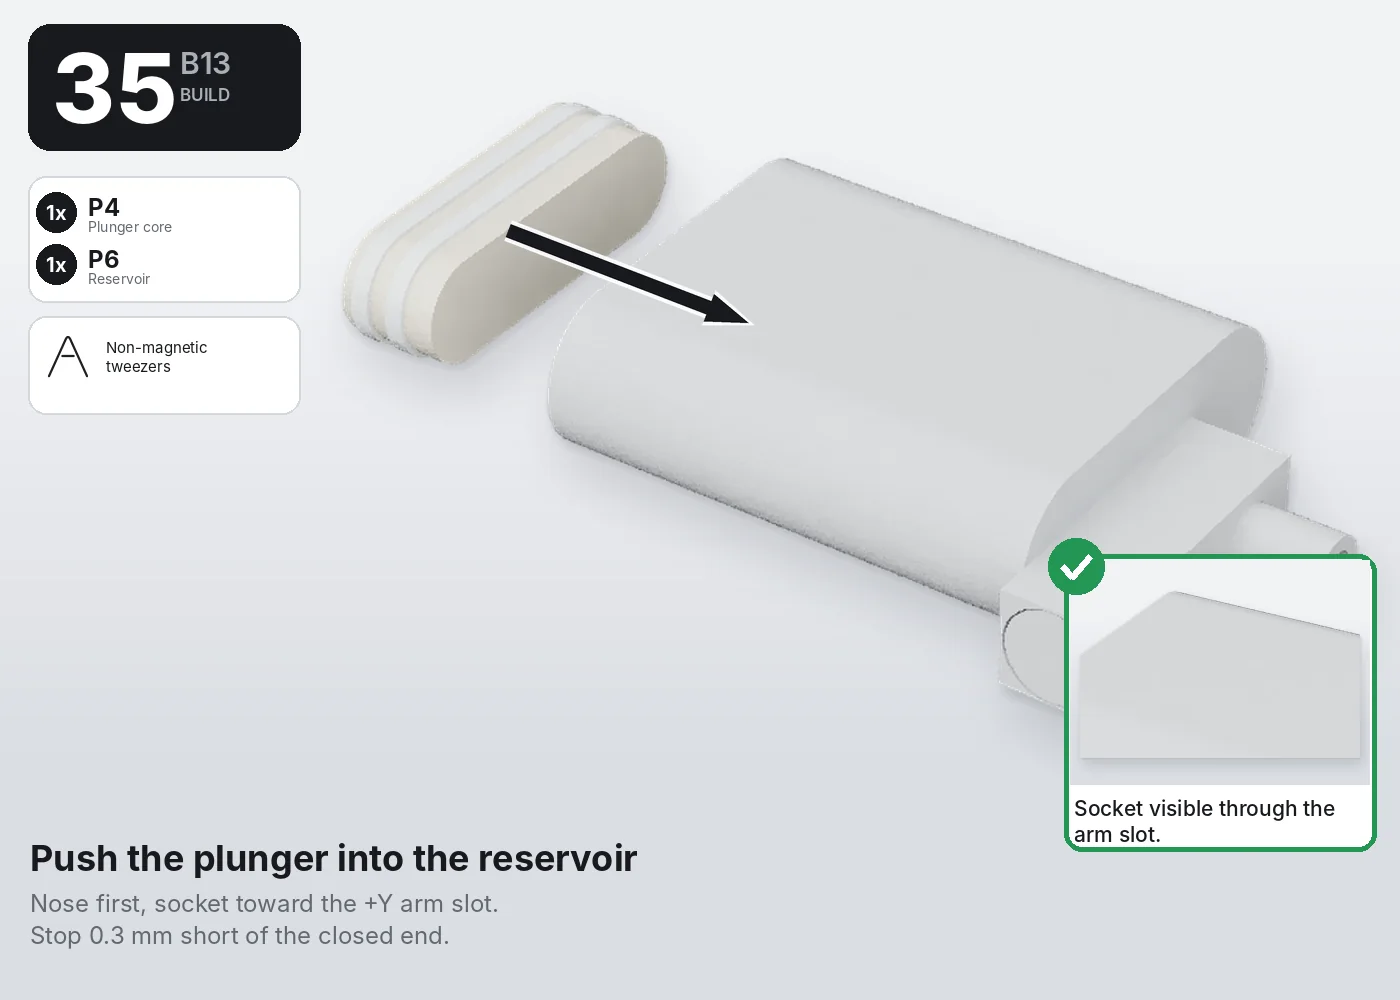 35 B13
BUILD
1x P4
Plunger core
1x P6
Reservoir
Non-magnetic
tweezers
Socket visible through the
arm slot.
Push the plunger into the reservoir
Nose first, socket toward the +Y arm slot.
Stop 0.3 mm short of the closed end.